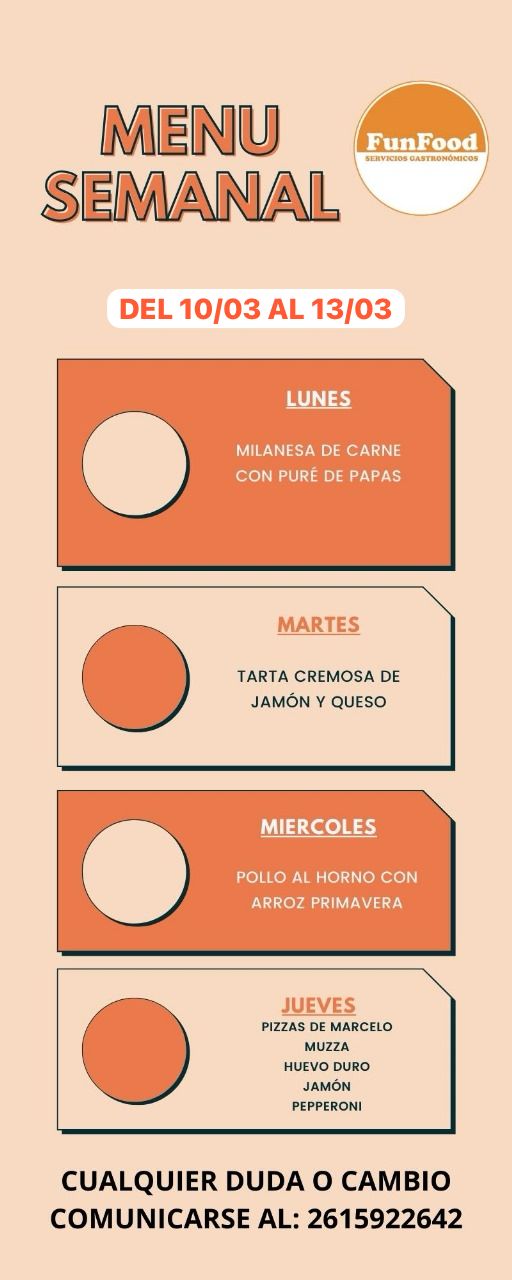 MENU
SEMANAL
FunFood
SERVICIOS GASTRONÓMICOS
DEL 10/03 AL 13/03
LUNES
MILANESA DE CARNE
CON PURÉ DE PAPAS
MARTES
TARTA CREMOSA DE
JAMÓN Y QUESO
MIERCOLES
POLLO AL HORNO CON
ARROZ PRIMAVERA
JUEVES
PIZZAS DE MARCELO
MUZZA
HUEVO DURO
JAMÓN
PEPPERONI
CUALQUIER DUDA O CAMBIO
COMUNICARSE AL: 2615922642